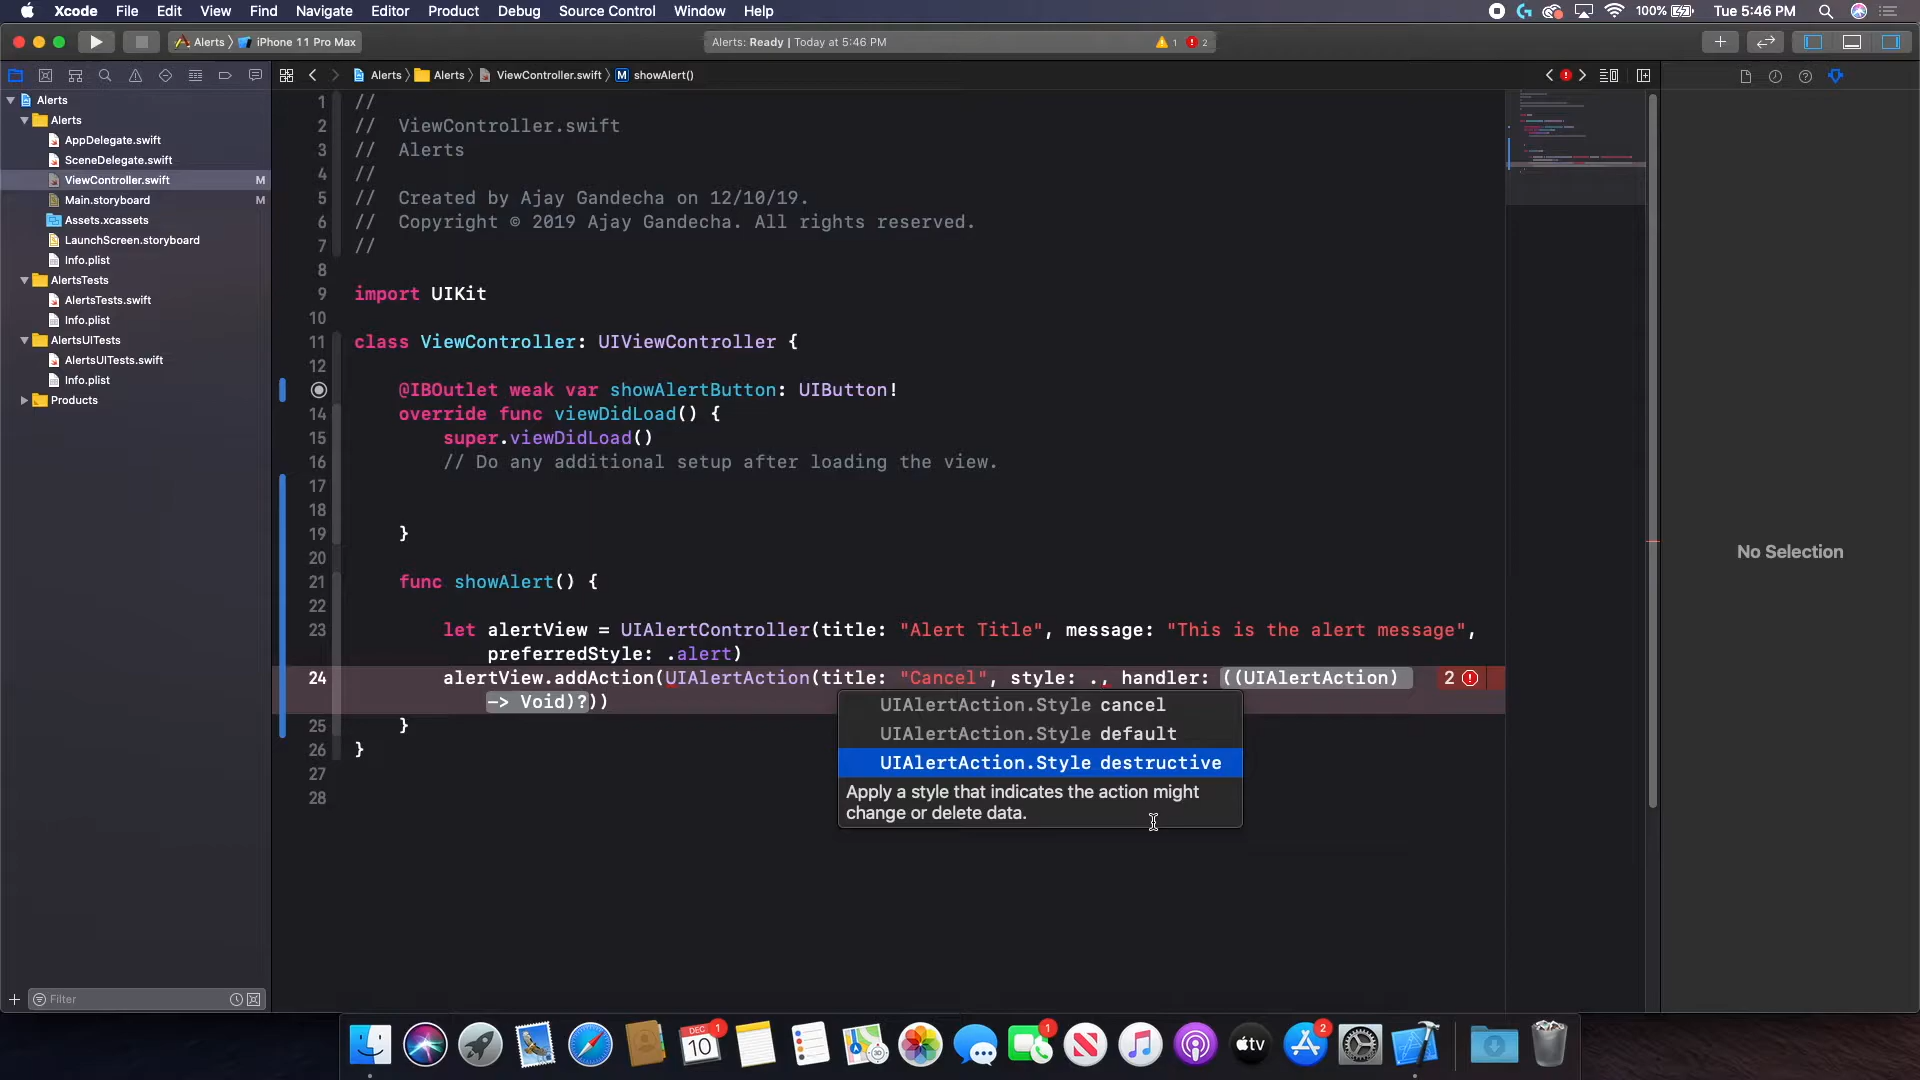 Xcode File Edit View Find Navigate Editor Product Debug Source Control Window Help 100% Tue 5:46 PM
Alerts iPhone 11 Pro Max Alerts: Ready | Today at 5:46 PM 1 2
Alerts Alerts ViewController.swift M showAlert()
Alerts
Alerts
AppDelegate.swift
SceneDelegate.swift
ViewController.swift M
Main.storyboard M
Assets.xcassets
LaunchScreen.storyboard
Info.plist
AlertsTests
AlertsTests.swift
Info.plist
AlertsUITests
AlertsUITests.swift
Info.plist
Products
Filter
1 //
2 // ViewController.swift
3 // Alerts
4 //
5 // Created by Ajay Gandecha on 12/10/19.
6 // Copyright © 2019 Ajay Gandecha. All rights reserved.
7 //
8
9 import UIKit
10
11 class ViewController: UIViewController {
12
@IBOutlet weak var showAlertButton: UIButton!
14 override func viewDidLoad() {
15 super.viewDidLoad()
16 // Do any additional setup after loading the view.
17
18
19 }
20
21 func showAlert() {
22
23 let alertView = UIAlertController(title: "Alert Title", message: "This is the alert message",
preferredStyle: .alert)
24 alertView.addAction(UIAlertAction(title: "Cancel", style: ., handler: ((UIAlertAction) 2
-> Void)?))
25 }
26 }
27
28
UIAlertAction.Style cancel
UIAlertAction.Style default
UIAlertAction.Style destructive
Apply a style that indicates the action might
change or delete data.
No Selection
DEC
10
1
3D
1
tv
2